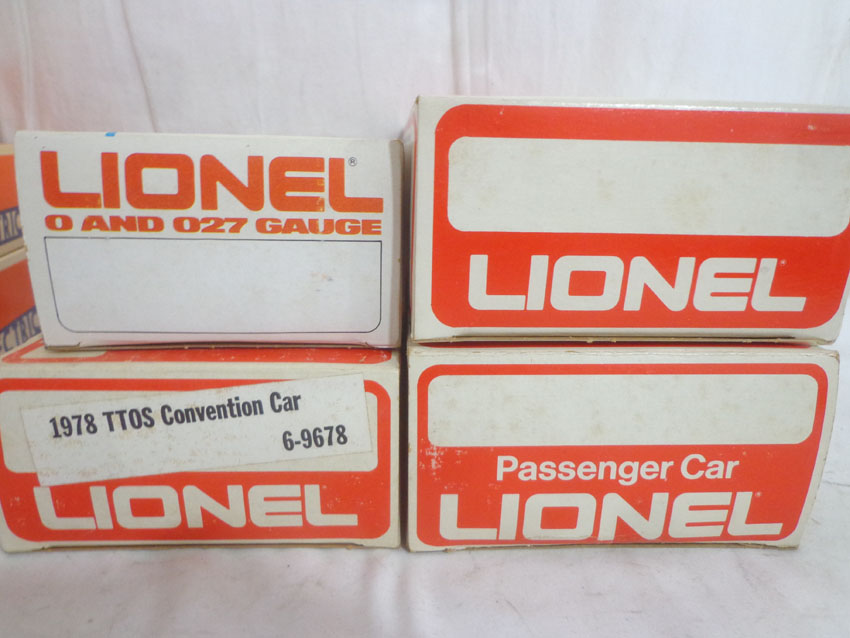 LIONEL®
O AND O27 GAUGE
LIONEL
1978 TTOS Convention Car
6-9678
LIONEL
Passenger Car
LIONEL